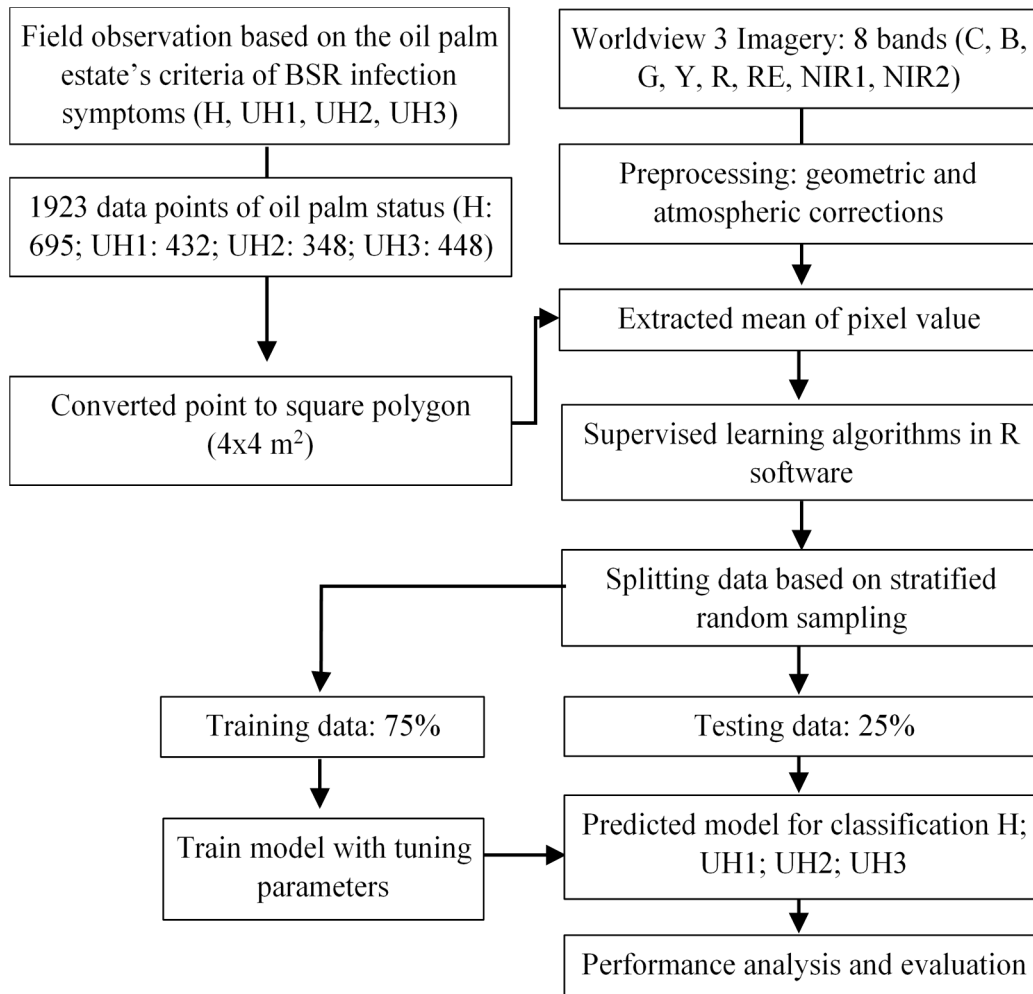 Field observation based on the oil palm
estate's criteria of BSR infection
symptoms (H, UH1, UH2, UH3)
1923 data points of oil palm status (H:
695; UH1: 432; UH2: 348; UH3: 448)
Converted point to square polygon
(4x4 m²)
Worldview 3 Imagery: 8 bands (C, B,
G, Y, R, RE, NIR1, NIR2)
Preprocessing: geometric and
atmospheric corrections
Extracted mean of pixel value
Supervised learning algorithms in R
software
Splitting data based on stratified
random sampling
Training data: 75%
Testing data: 25%
Train model with tuning
parameters
Predicted model for classification H;
UH1; UH2; UH3
Performance analysis and evaluation